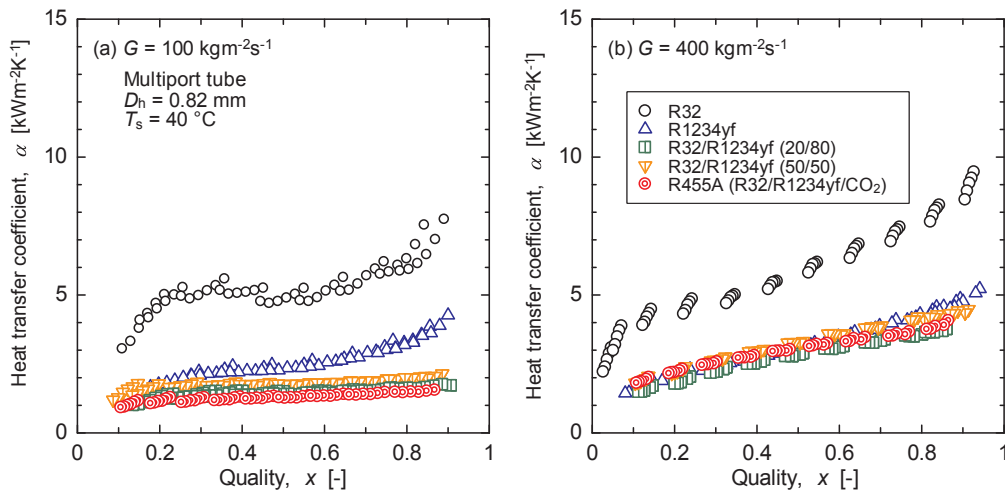 15
10
5
0
Heat transfer coefficient, α [kWm-2K-1]
(a) G = 100 kgm-2s-1
Multiport tube
Dh = 0.82 mm
Ts = 40 °C
0 0.2 0.4 0.6 0.8 1
Quality, x [-]
15
10
5
0
Heat transfer coefficient, α [kWm-2K-1]
(b) G = 400 kgm-2s-1
R32
R1234yf
R32/R1234yf (20/80)
R32/R1234yf (50/50)
R455A (R32/R1234yf/CO2)
0 0.2 0.4 0.6 0.8 1
Quality, x [-]